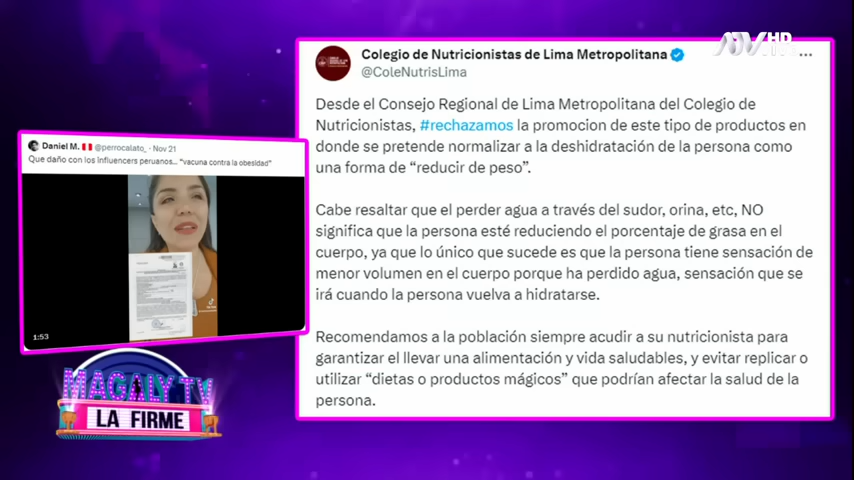 ATV HD
Colegio de Nutricionistas de Lima Metropolitana
@ColeNutrisLima
Desde el Consejo Regional de Lima Metropolitana del Colegio de
Nutricionistas, #rechazamos la promocion de este tipo de productos en
donde se pretende normalizar a la deshidratación de la persona como
una forma de “reducir de peso”.
Cabe resaltar que el perder agua a través del sudor, orina, etc, NO
significa que la persona esté reduciendo el porcentaje de grasa en el
cuerpo, ya que lo único que sucede es que la persona tiene sensación de
menor volumen en el cuerpo porque ha perdido agua, sensación que se
irá cuando la persona vuelva a hidratarse.
Recomendamos a la población siempre acudir a su nutricionista para
garantizar el llevar una alimentación y vida saludables, y evitar replicar o
utilizar “dietas o productos mágicos” que podrían afectar la salud de la
persona.
Daniel M. @perrocalato_ · Nov 21
Que daño con los influencers peruanos... “vacuna contra la obesidad”
1:53
MAGALY TV
LA FIRME